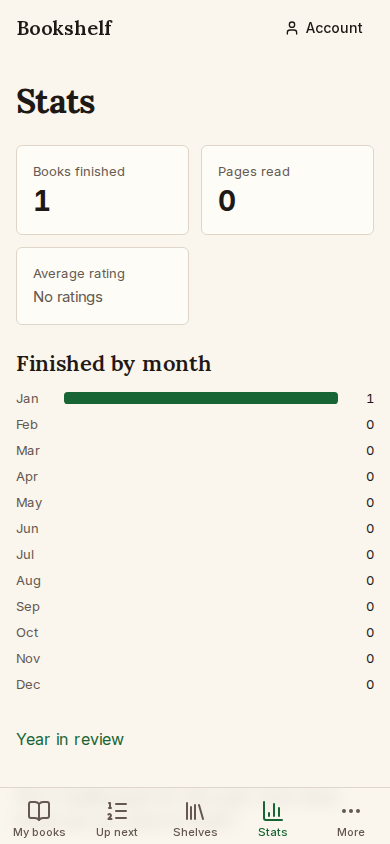 Bookshelf
Account
Stats
Books finished
1
Pages read
0
Average rating
No ratings
Finished by month
Jan 1
Feb 0
Mar 0
Apr 0
May 0
Jun 0
Jul 0
Aug 0
Sep 0
Oct 0
Nov 0
Dec 0
Year in review
My books
Up next
Shelves
Stats
More